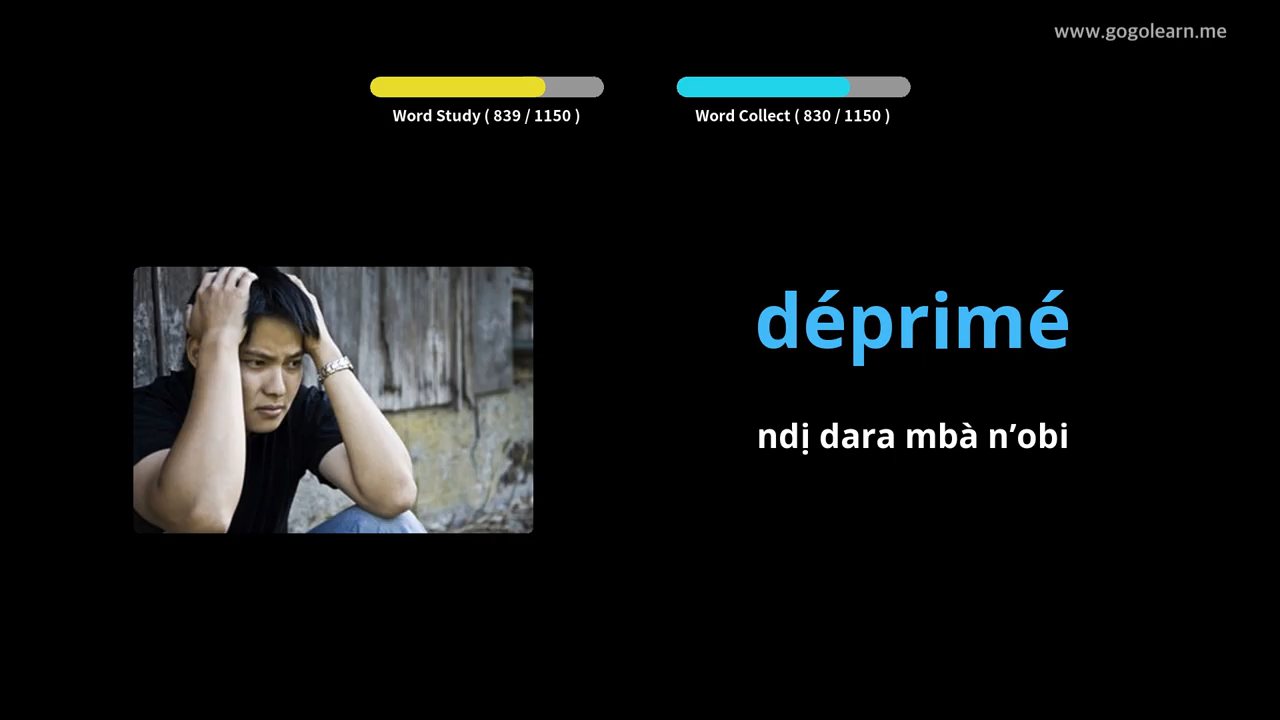 www.gogolearn.me
Word Study ( 839 / 1150 )
Word Collect ( 830 / 1150 )
déprimé
ndị dara mbà n’obi